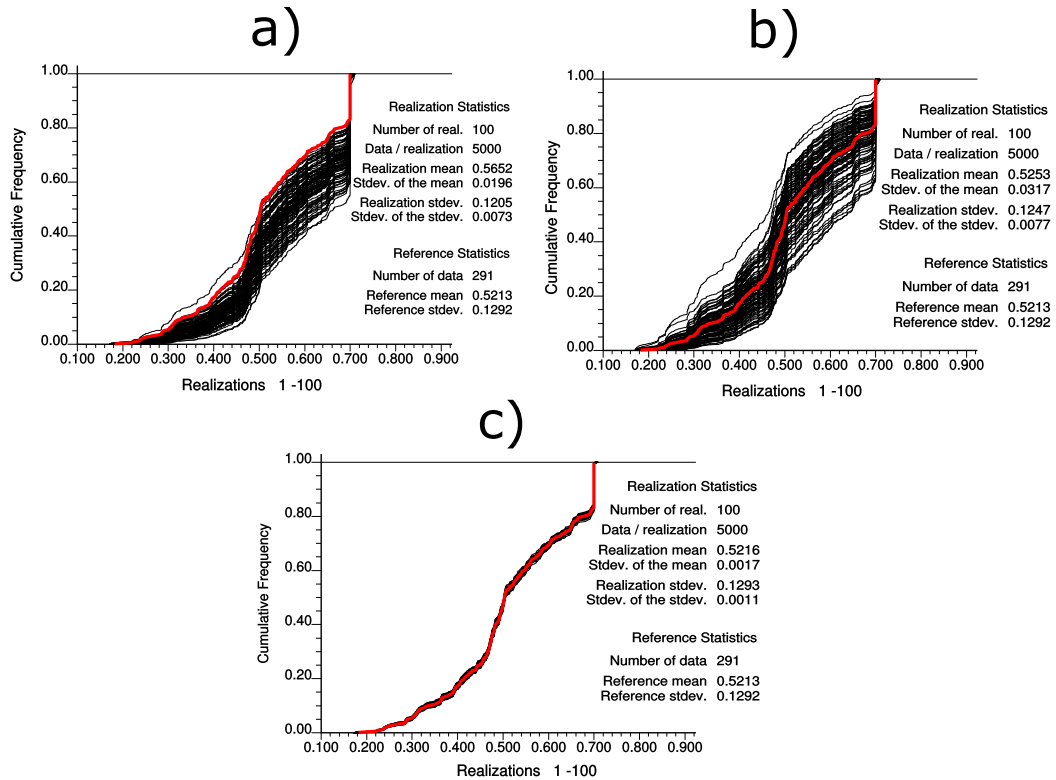 a)
1.00
0.80
0.60
0.40
0.20
0.00
Cumulative Frequency
0.100 0.200 0.300 0.400 0.500 0.600 0.700 0.800 0.900
Realizations 1 -100
Realization Statistics
Number of real. 100
Data / realization 5000
Realization mean 0.5652
Stdev. of the mean 0.0196
Realization stdev. 0.1205
Stdev. of the stdev. 0.0073
Reference Statistics
Number of data 291
Reference mean 0.5213
Reference stdev. 0.1292
b)
1.00
0.80
0.60
0.40
0.20
0.00
Cumulative Frequency
0.100 0.200 0.300 0.400 0.500 0.600 0.700 0.800 0.900
Realizations 1 -100
Realization Statistics
Number of real. 100
Data / realization 5000
Realization mean 0.5253
Stdev. of the mean 0.0317
Realization stdev. 0.1247
Stdev. of the stdev. 0.0077
Reference Statistics
Number of data 291
Reference mean 0.5213
Reference stdev. 0.1292
c)
1.00
0.80
0.60
0.40
0.20
0.00
Cumulative Frequency
0.100 0.200 0.300 0.400 0.500 0.600 0.700 0.800 0.900
Realizations 1 -100
Realization Statistics
Number of real. 100
Data / realization 5000
Realization mean 0.5216
Stdev. of the mean 0.0017
Realization stdev. 0.1293
Stdev. of the stdev. 0.0011
Reference Statistics
Number of data 291
Reference mean 0.5213
Reference stdev. 0.1292